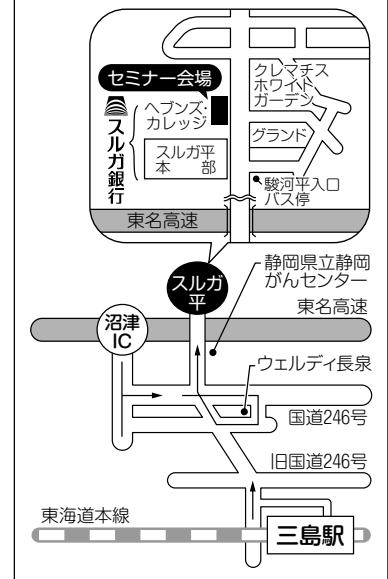 セミナー会場
クレマチス
ホワイト
ガーデン
ヘブンズ・
カレッジ
スルガ銀行
グランド
スルガ平
本 部
駿河平入口
バス停
東名高速
スルガ
平
静岡県立静岡
がんセンター
東名高速
沼津
IC
ウェルディ長泉
国道246号
旧国道246号
東海道本線
三島駅